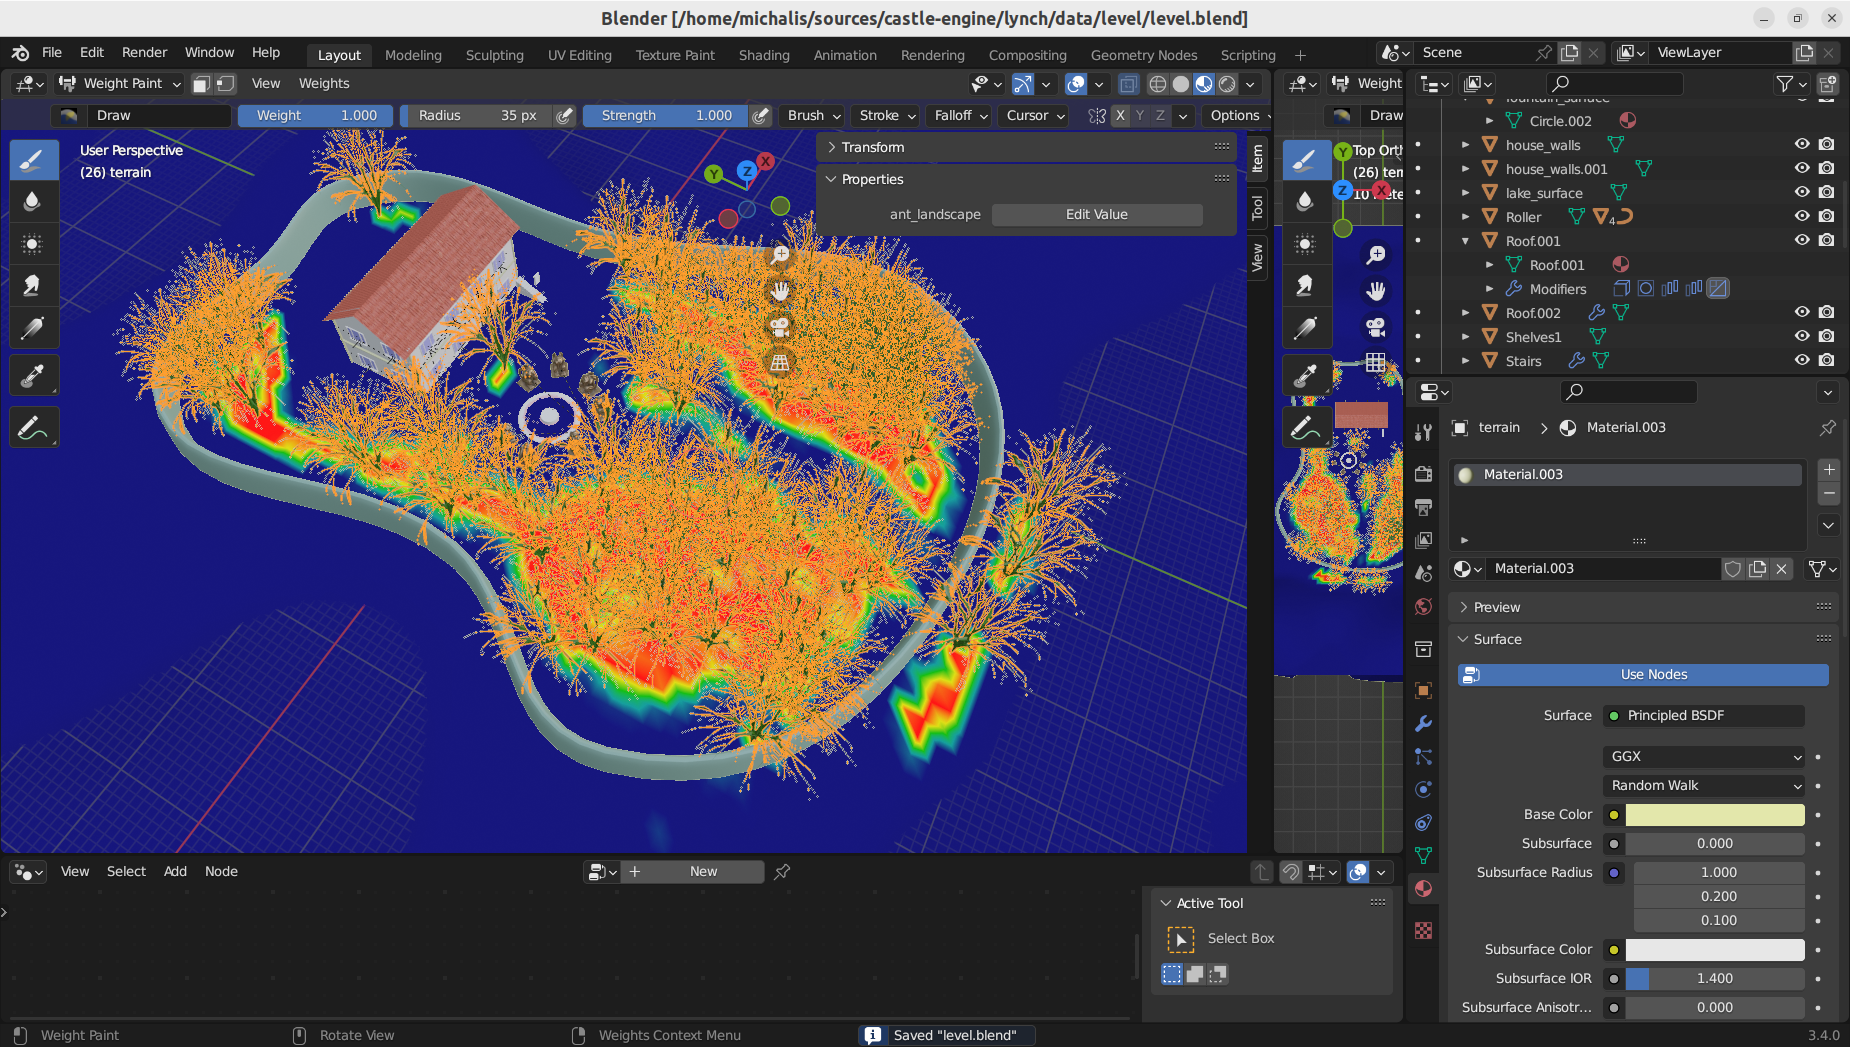 Blender [/home/michalis/sources/castle-engine/lynch/data/level/level.blend]
File Edit Render Window Help
Layout Modeling Sculpting UV Editing Texture Paint Shading Animation Rendering Compositing Geometry Nodes Scripting +
Scene
ViewLayer
Weight Paint View Weights
Draw Weight 1.000 Radius 35 px Strength 1.000 Brush Stroke Falloff Cursor X Y Z Options
User Perspective
(26) terrain
X
Y
Z
Transform
Properties
ant_landscape Edit Value
Item
Tool
View
Weight
Draw
Y
Z
X
Circle.002
house_walls
house_walls.001
lake_surface
Roller 4
Roof.001
Roof.001
Modifiers
Roof.002
Shelves1
Stairs
terrain > Material.003
Material.003
Material.003
Preview
Surface
Use Nodes
Surface Principled BSDF
GGX
Random Walk
Base Color
Subsurface 0.000
Subsurface Radius 1.000
0.200
0.100
Subsurface Color
Subsurface IOR 1.400
Subsurface Anisotr... 0.000
View Select Add Node
+ New
Active Tool
Select Box
Weight Paint
Rotate View
Weights Context Menu
Saved "level.blend"
3.4.0